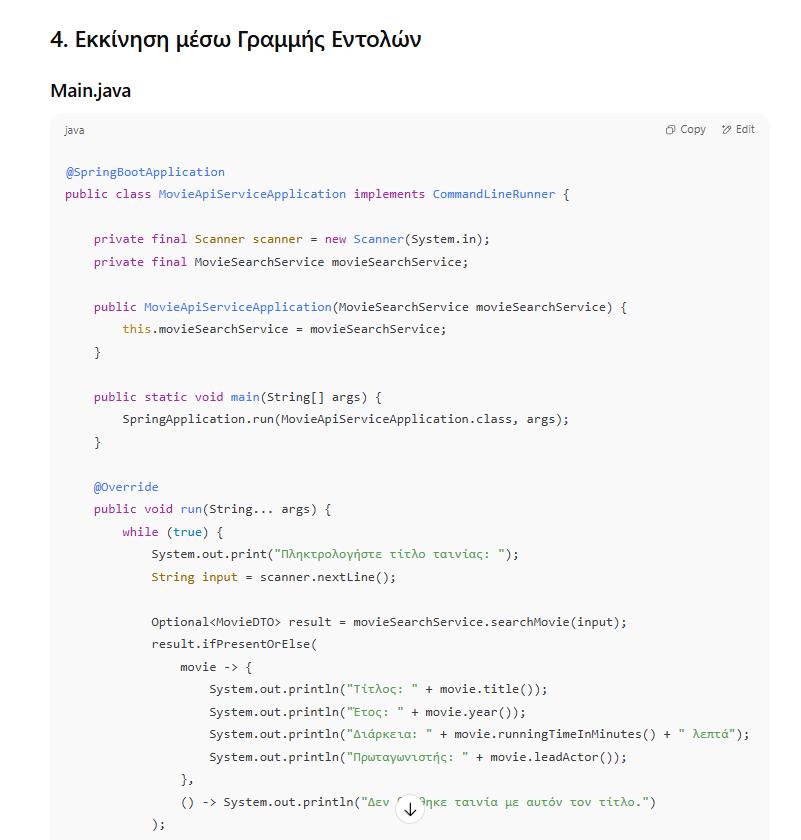 4. Εκκίνηση μέσω Γραμμής Εντολών
Main.java
java
Copy
Edit
@SpringBootApplication
public class MovieApiServiceApplication implements CommandLineRunner {
    private final Scanner scanner = new Scanner(System.in);
    private final MovieSearchService movieSearchService;
    public MovieApiServiceApplication(MovieSearchService movieSearchService) {
        this.movieSearchService = movieSearchService;
    }
    public static void main(String[] args) {
        SpringApplication.run(MovieApiServiceApplication.class, args);
    }
    @Override
    public void run(String... args) {
        while (true) {
            System.out.print("Πληκτρολογήστε τίτλο ταινίας: ");
            String input = scanner.nextLine();
            Optional<MovieDTO> result = movieSearchService.searchMovie(input);
            result.ifPresentOrElse(
                movie -> {
                    System.out.println("Τίτλος: " + movie.title());
                    System.out.println("Έτος: " + movie.year());
                    System.out.println("Διάρκεια: " + movie.runningTimeInMinutes() + " λεπτά");
                    System.out.println("Πρωταγωνιστής: " + movie.leadActor());
                },
                () -> System.out.println("Δεν ταινία με αυτόν τον τίτλο.")
            );